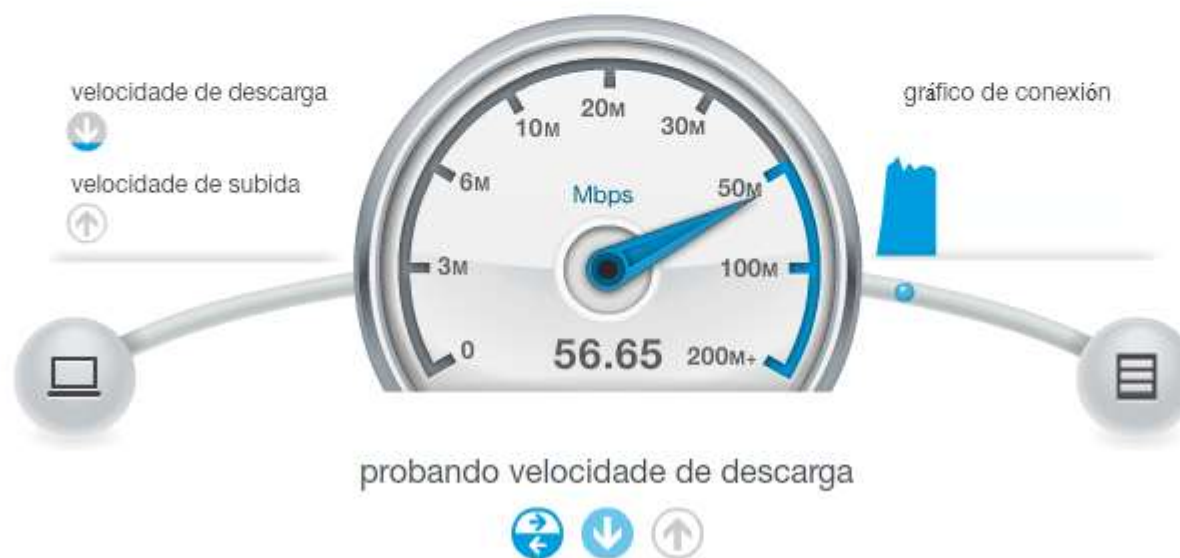 velocidade de descarga
velocidade de subida
gráfico de conexión
20M
10M
30M
6M
50M
Mbps
3M
100M
0
56.65
200M+
probando velocidade de descarga